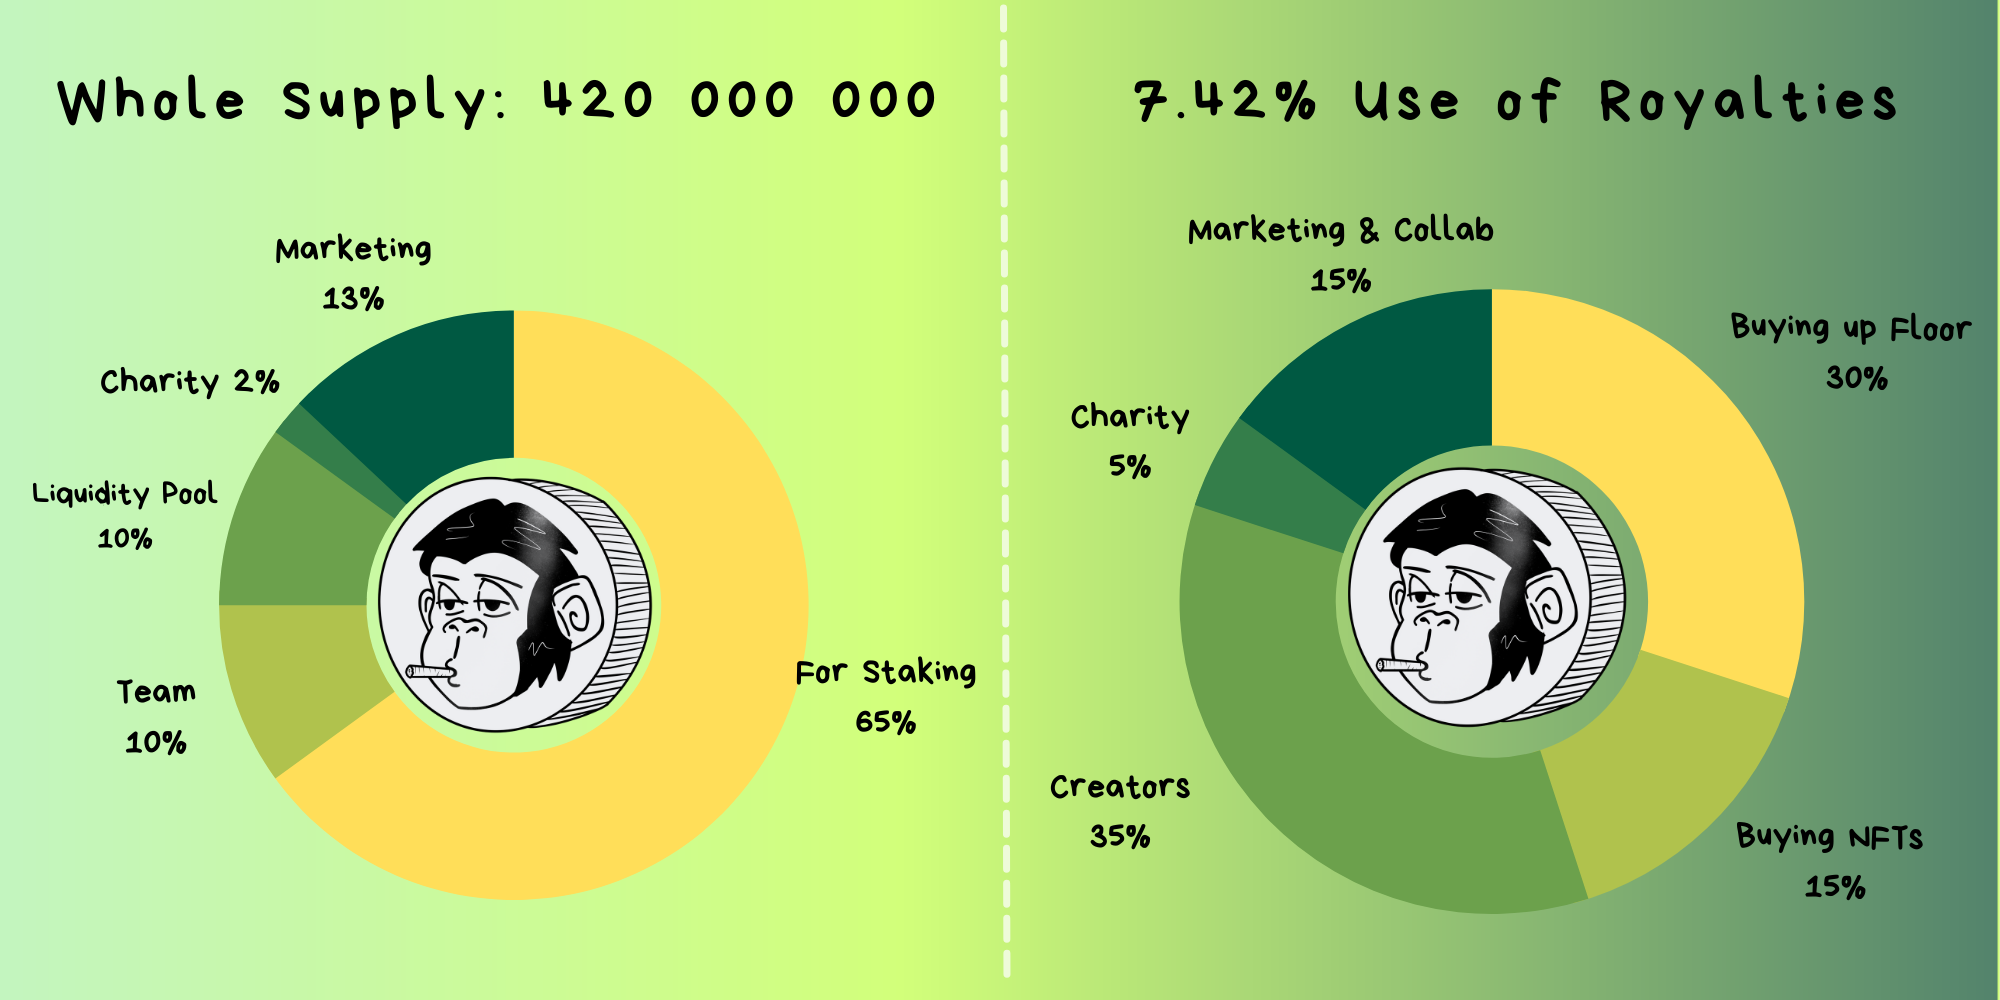 Whole Supply: 420 000 000
Marketing
13%
Charity 2%
Liquidity Pool
10%
Team
10%
For Staking
65%
7.42% Use of Royalties
Marketing & Collab
15%
Buying up Floor
30%
Charity
5%
Creators
35%
Buying NFTs
15%